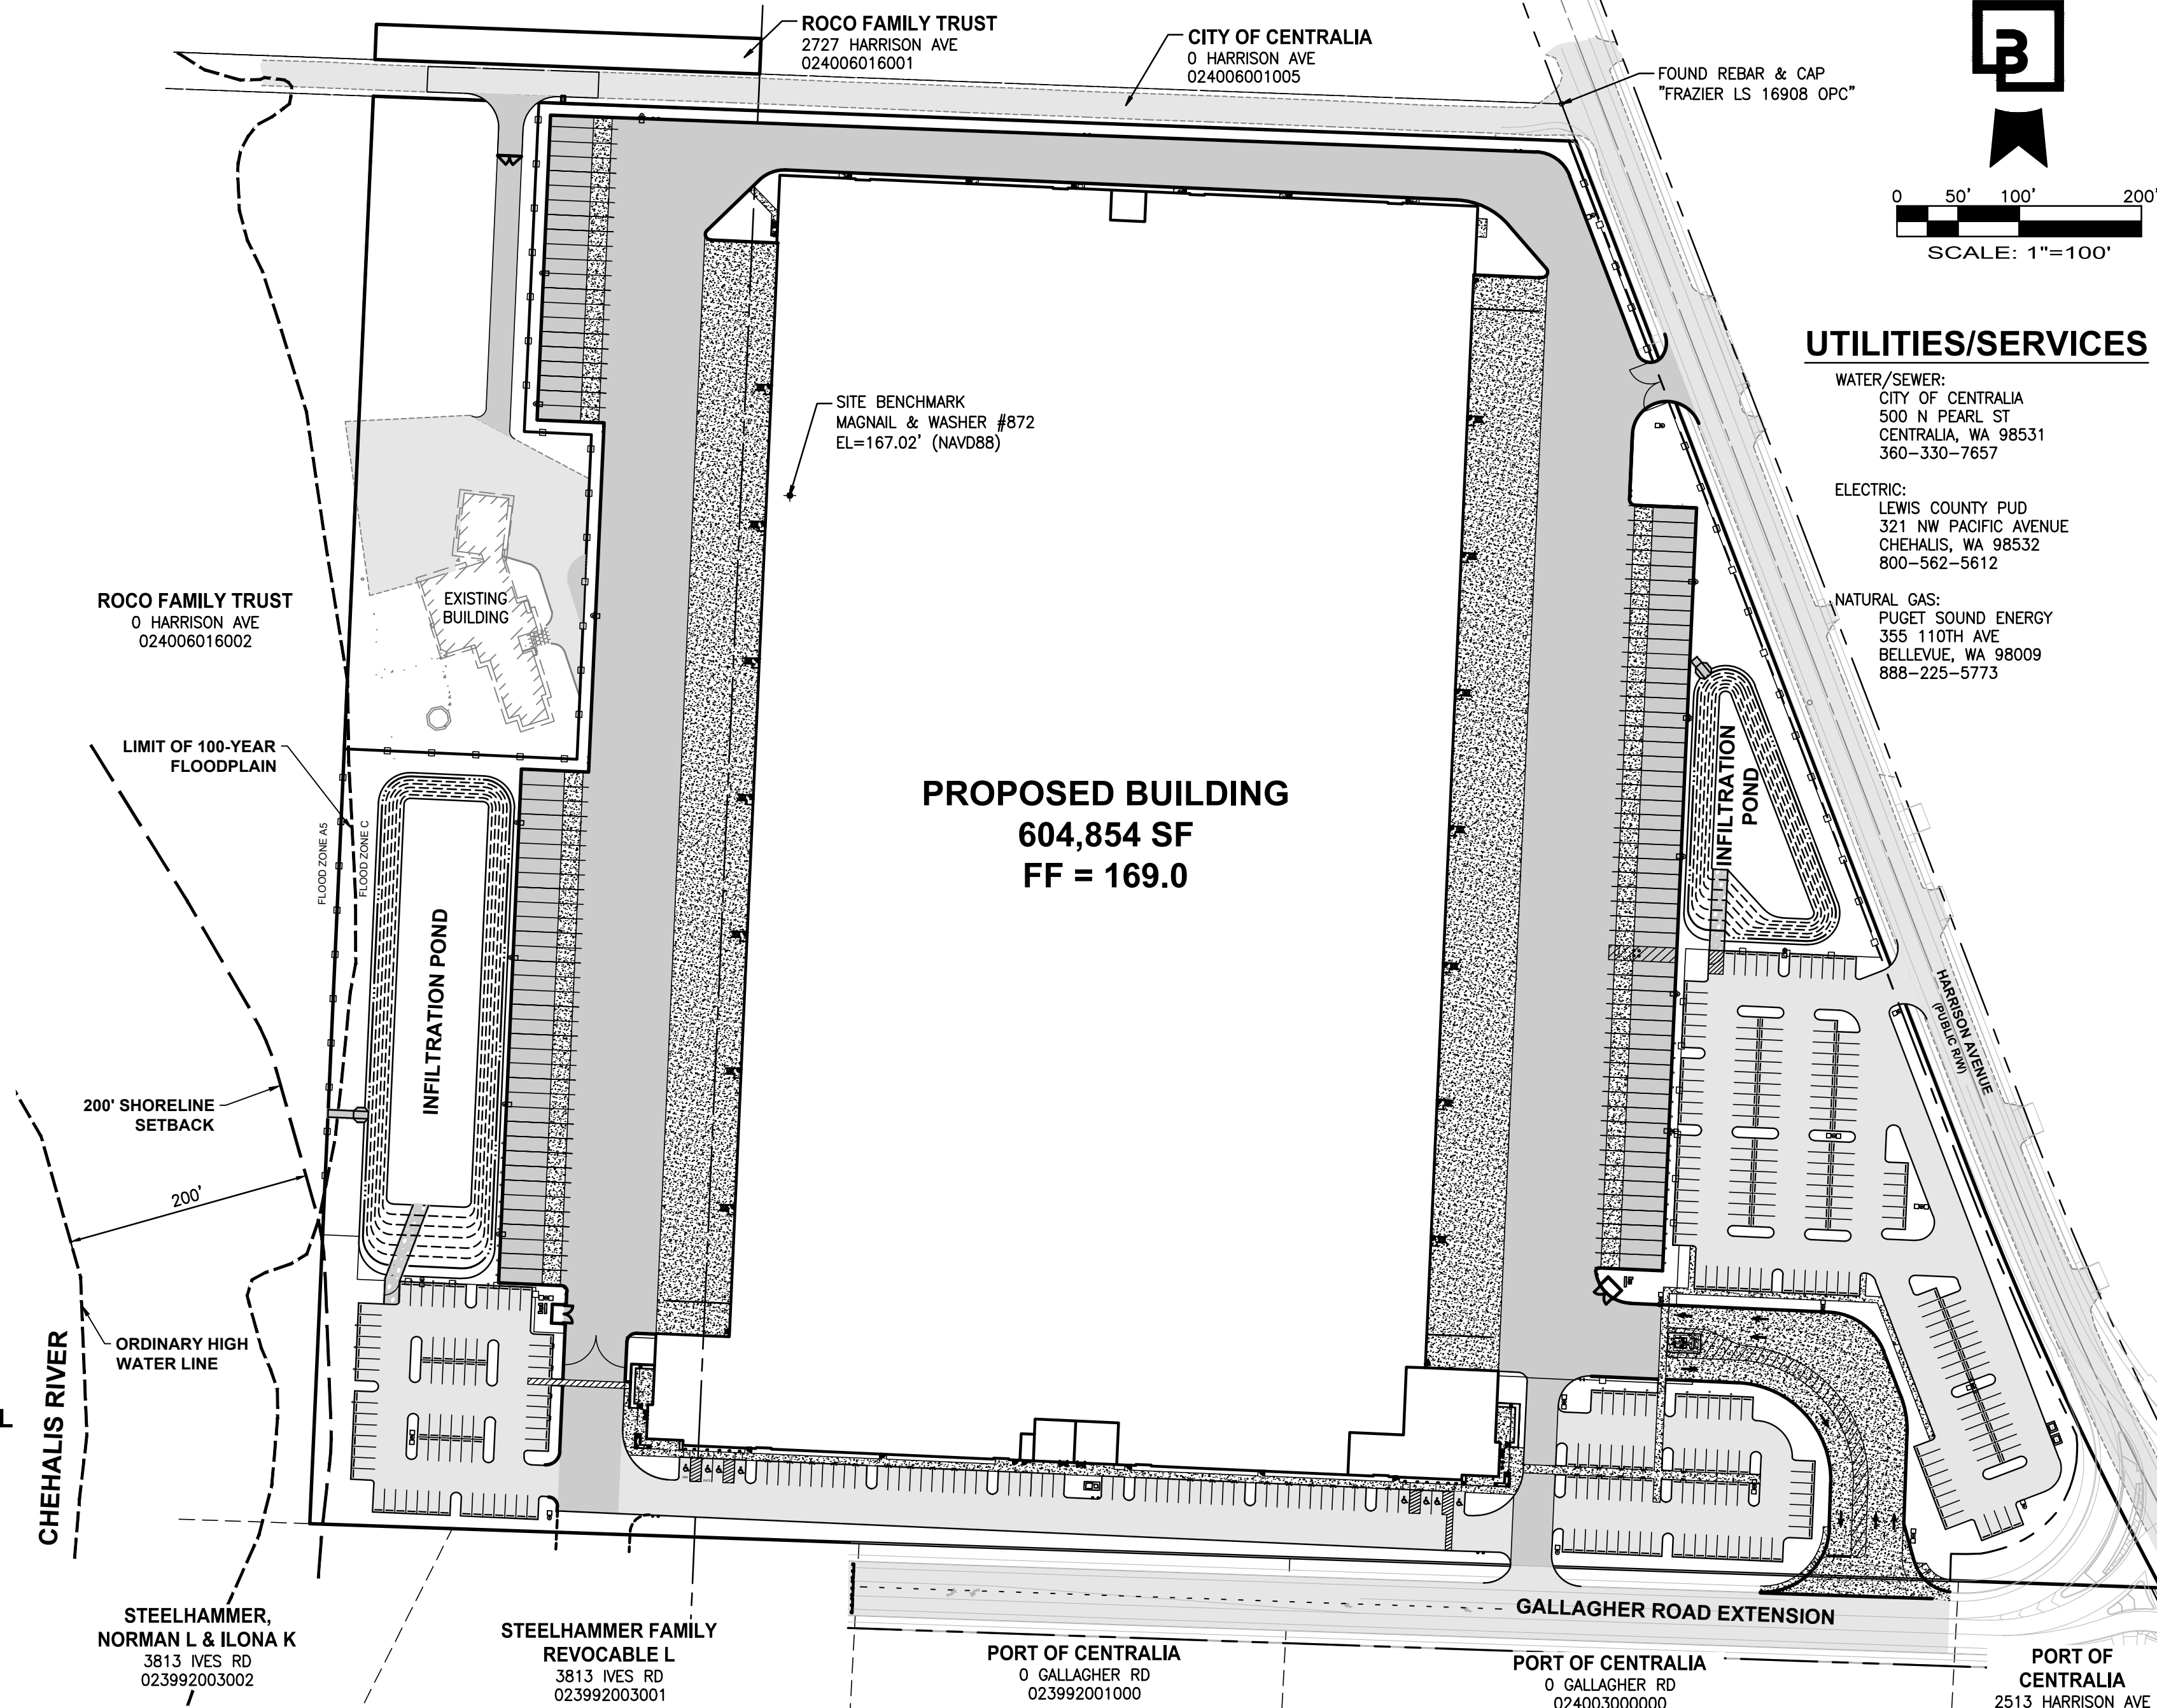 ROCO FAMILY TRUST
2727 HARRISON AVE
024006016001
CITY OF CENTRALIA
0 HARRISON AVE
024006001005
FOUND REBAR & CAP
"FRAZIER LS 16908 OPC"
B
0 50' 100' 200'
SCALE: 1"=100'
UTILITIES/SERVICES
WATER/SEWER:
CITY OF CENTRALIA
500 N PEARL ST
CENTRALIA, WA 98531
360-330-7657
ELECTRIC:
LEWIS COUNTY PUD
321 NW PACIFIC AVENUE
CHEHALIS, WA 98532
800-562-5612
NATURAL GAS:
PUGET SOUND ENERGY
355 110TH AVE
BELLEVUE, WA 98009
888-225-5773
SITE BENCHMARK
MAGNAIL & WASHER #872
EL=167.02' (NAVD88)
EXISTING
BUILDING
ROCO FAMILY TRUST
0 HARRISON AVE
024006016002
LIMIT OF 100-YEAR
FLOODPLAIN
FLOOD ZONE A5
FLOOD ZONE C
PROPOSED BUILDING
604,854 SF
FF = 169.0
INFILTRATION
POND
INFILTRATION POND
HARRISON AVENUE
(PUBLIC R/W)
200' SHORELINE
SETBACK
200'
ORDINARY HIGH
WATER LINE
CHEHALIS RIVER
GALLAGHER ROAD EXTENSION
STEELHAMMER,
NORMAN L & ILONA K
3813 IVES RD
023992003002
STEELHAMMER FAMILY
REVOCABLE L
3813 IVES RD
023992003001
PORT OF CENTRALIA
0 GALLAGHER RD
023992001000
PORT OF CENTRALIA
0 GALLAGHER RD
024003000000
PORT OF
CENTRALIA
2513 HARRISON AVE